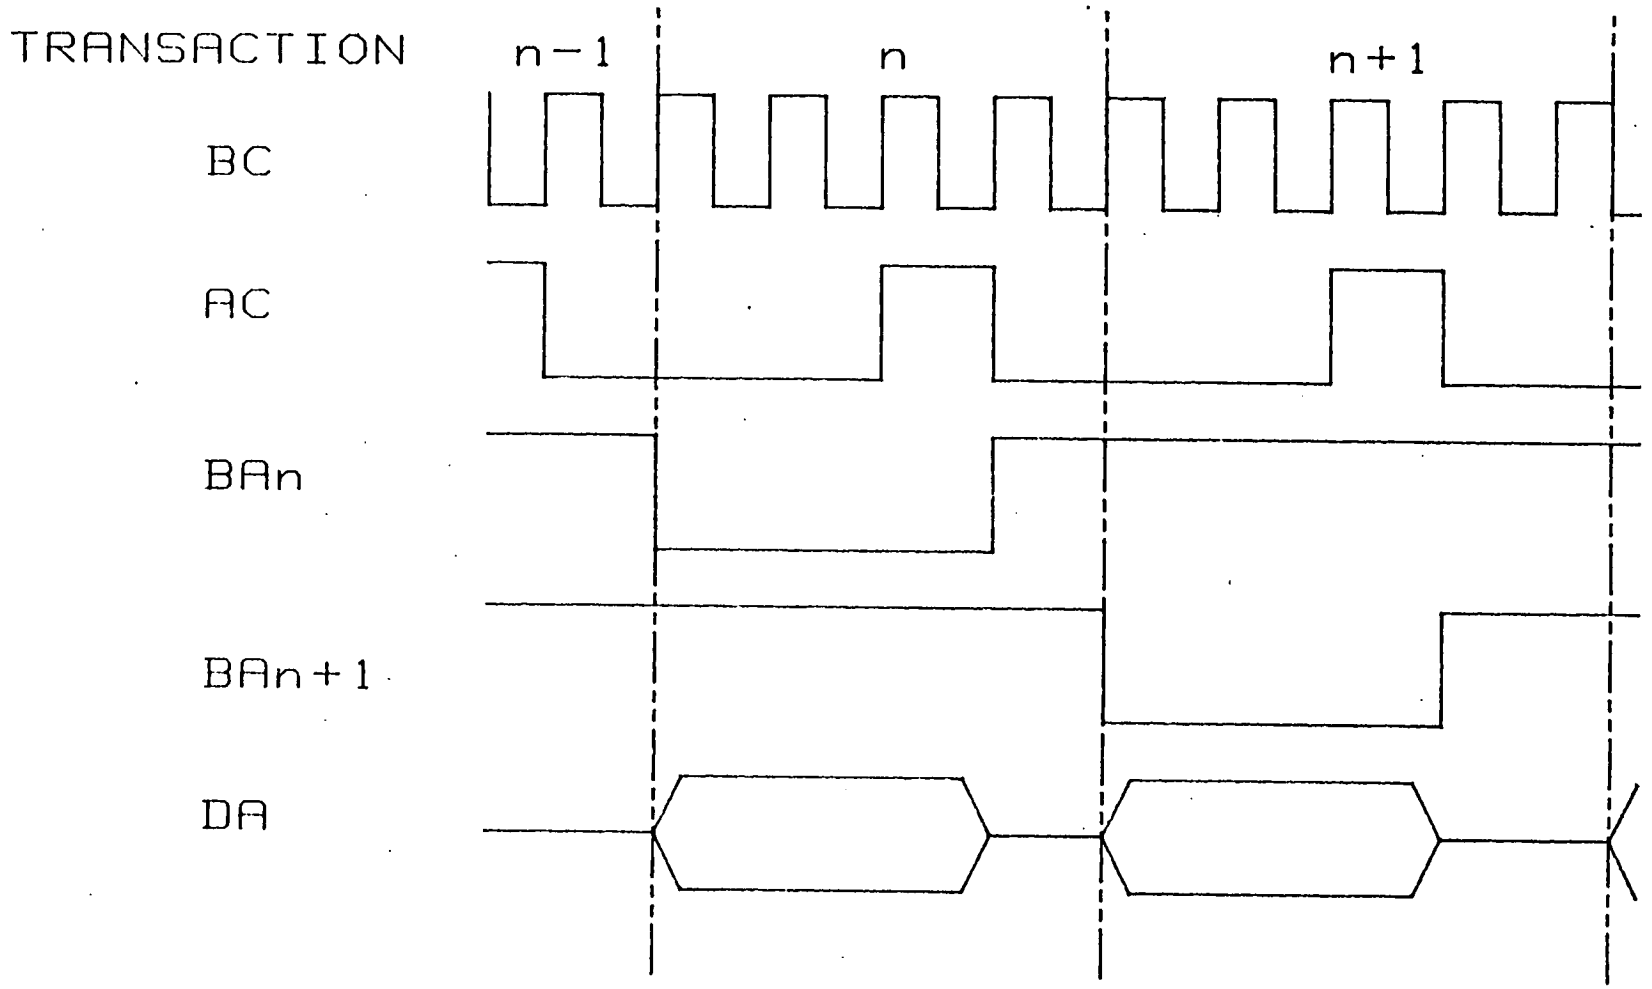 TRANSACTION n-1 n n+1
BC
AC
BAn
BAn+1
DA